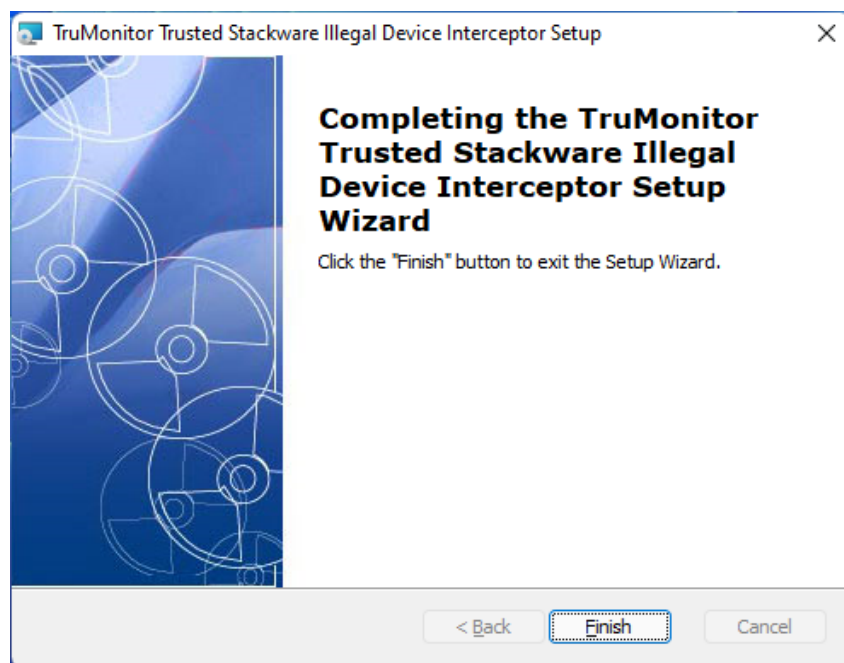 TruMonitor Trusted Stackware Illegal Device Interceptor Setup
Completing the TruMonitor
Trusted Stackware Illegal
Device Interceptor Setup
Wizard
Click the "Finish" button to exit the Setup Wizard.
< Back
Finish
Cancel